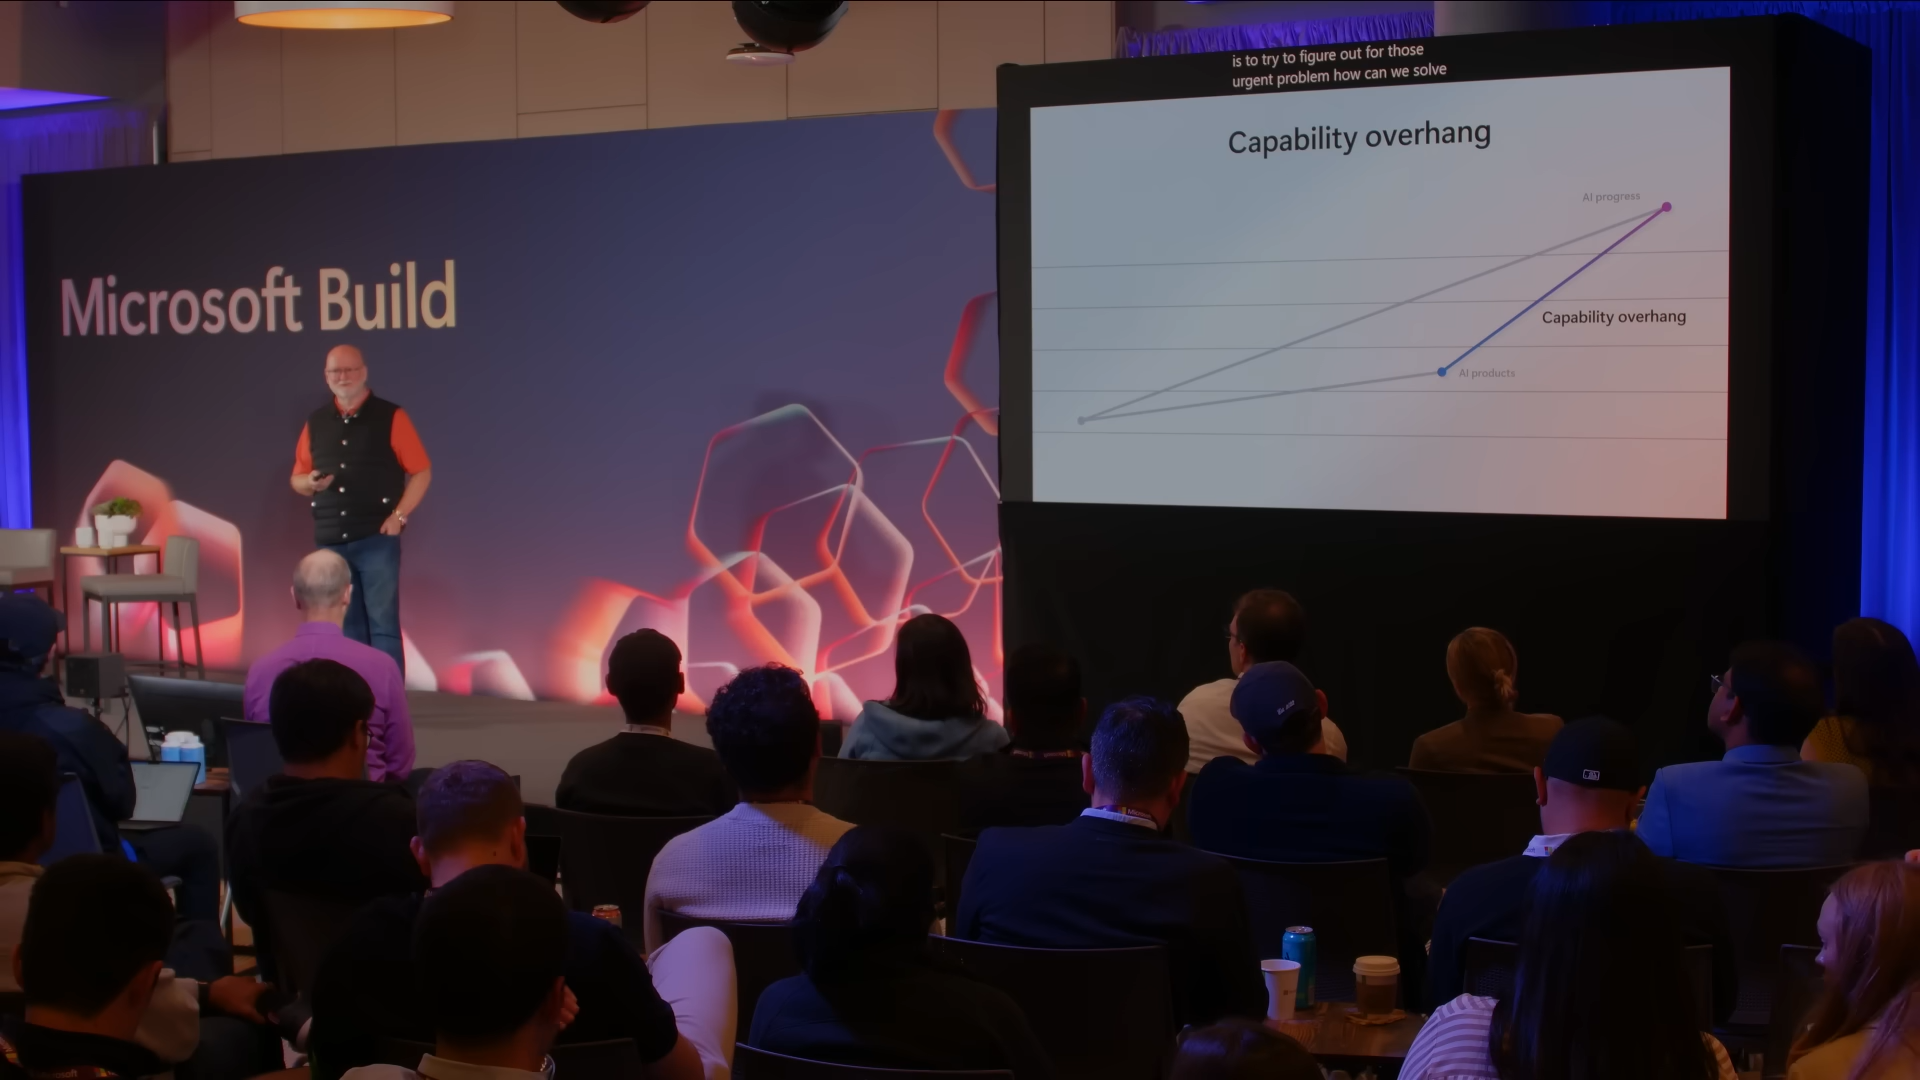 is to try to figure out for those
urgent problem how can we solve
Capability overhang
AI progress
Capability overhang
AI products
Microsoft Build